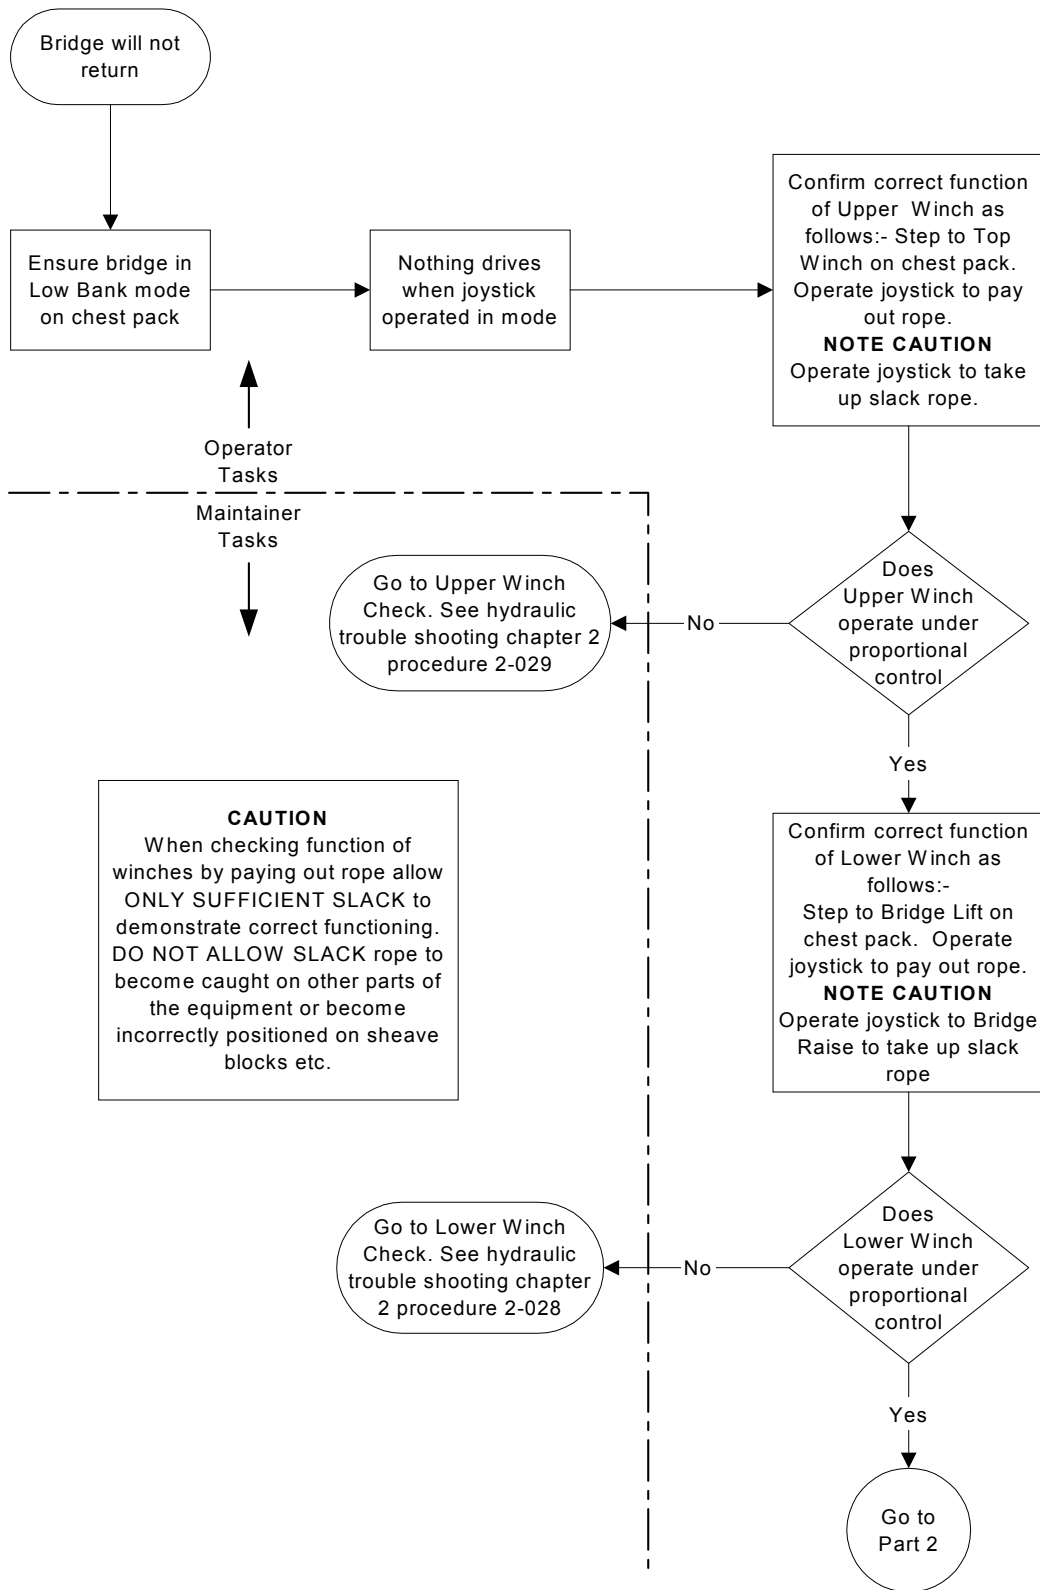 Bridge will not
return
Ensure bridge in
Low Bank mode
on chest pack
Nothing drives
when joystick
operated in mode
Confirm correct function
of Upper Winch as
follows:- Step to Top
Winch on chest pack.
Operate joystick to pay
out rope.
NOTE CAUTION
Operate joystick to take
up slack rope.
Operator
Tasks
Maintainer
Tasks
Does
Upper Winch
operate under
proportional
control
No
Go to Upper Winch
Check. See hydraulic
trouble shooting chapter 2
procedure 2-029
Yes
CAUTION
When checking function of
winches by paying out rope allow
ONLY SUFFICIENT SLACK to
demonstrate correct functioning.
DO NOT ALLOW SLACK rope to
become caught on other parts of
the equipment or become
incorrectly positioned on sheave
blocks etc.
Confirm correct function
of Lower Winch as
follows:-
Step to Bridge Lift on
chest pack. Operate
joystick to pay out rope.
NOTE CAUTION
Operate joystick to Bridge
Raise to take up slack
rope
Does
Lower Winch
operate under
proportional
control
No
Go to Lower Winch
Check. See hydraulic
trouble shooting chapter
2 procedure 2-028
Yes
Go to
Part 2